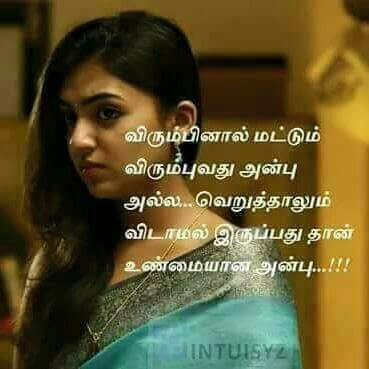 விரும்பினால் மட்டும்
விரும்புவது அன்பு
அல்ல... வெறுத்தாலும்
விடாமல் இருப்பது தான்
உண்மையான அன்பு...!!!
INTUISYZ